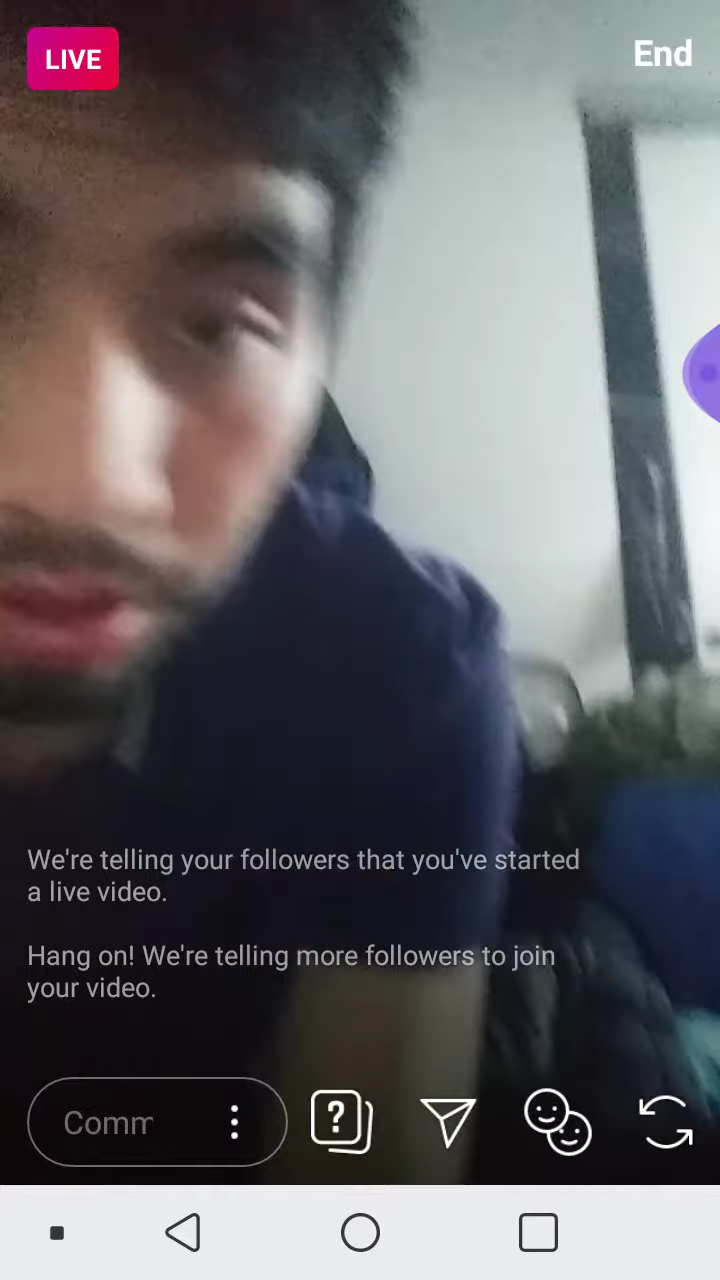 LIVE
End
We're telling your followers that you've started
a live video.
Hang on! We're telling more followers to join
your video.
Comm
?